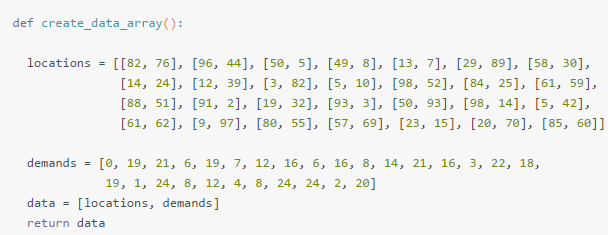 def create_data_array():
locations = [[82, 76], [96, 44], [50, 5], [49, 8], [13, 7], [29, 89], [58, 30],
[14, 24], [12, 39], [3, 82], [5, 10], [98, 52], [84, 25], [61, 59],
[88, 51], [91, 2], [19, 32], [93, 3], [50, 93], [98, 14], [5, 42],
[61, 62], [9, 97], [80, 55], [57, 69], [23, 15], [20, 70], [85, 60]]
demands = [0, 19, 21, 6, 19, 7, 12, 16, 6, 16, 8, 14, 21, 16, 3, 22, 18,
19, 1, 24, 8, 12, 4, 8, 24, 24, 2, 20]
data = [locations, demands]
return data